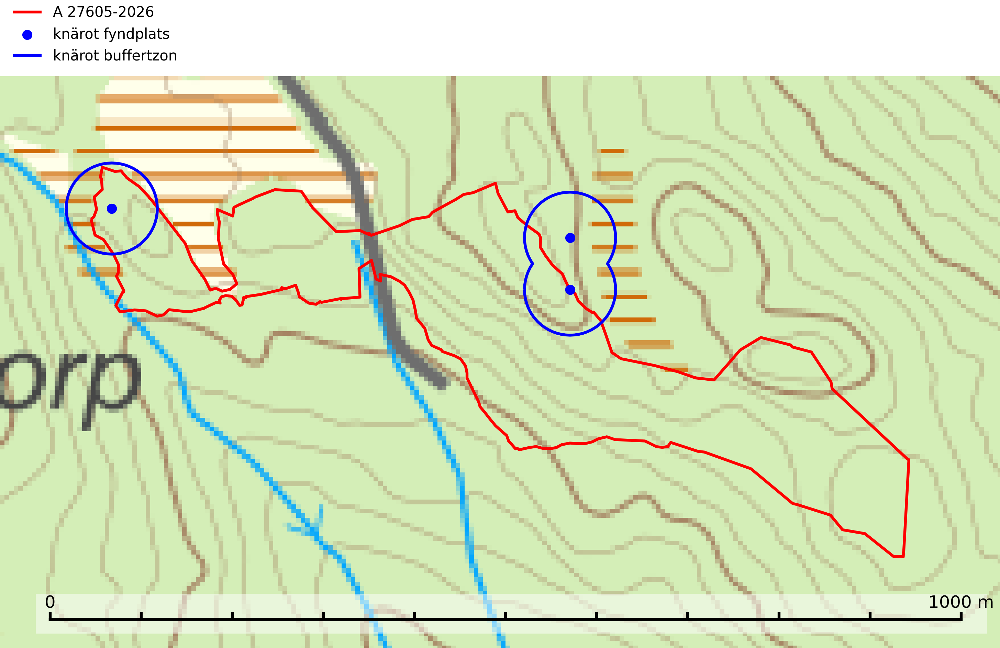 A 27605-2026
knärot fyndplats
knärot buffertzon
orp
0
1000 m